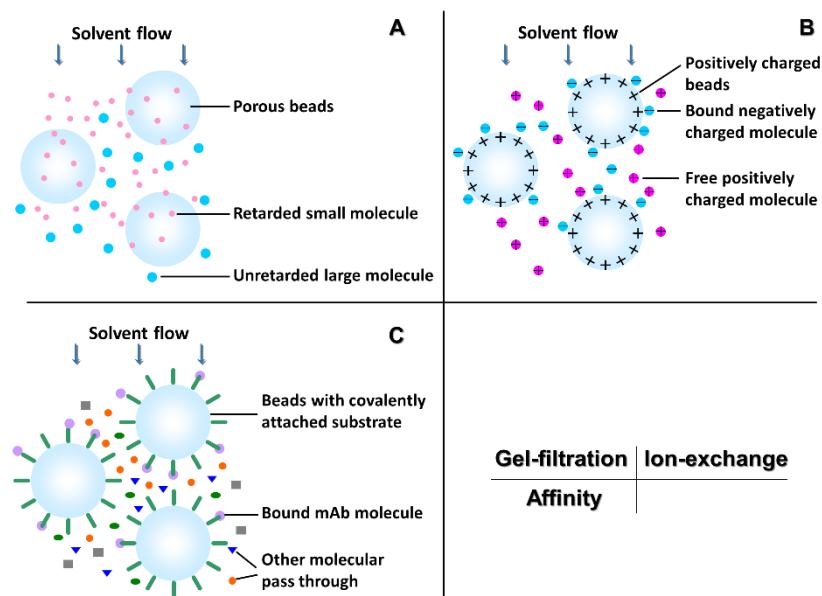 A
Solvent flow
Porous beads
Retarded small molecule
Unretarded large molecule
B
Solvent flow
Positively charged
beads
Bound negatively
charged molecule
Free positively
charged molecule
C
Solvent flow
Beads with covalently
attached substrate
Bound mAb molecule
Other molecular
pass through
Gel-filtration Ion-exchange
Affinity